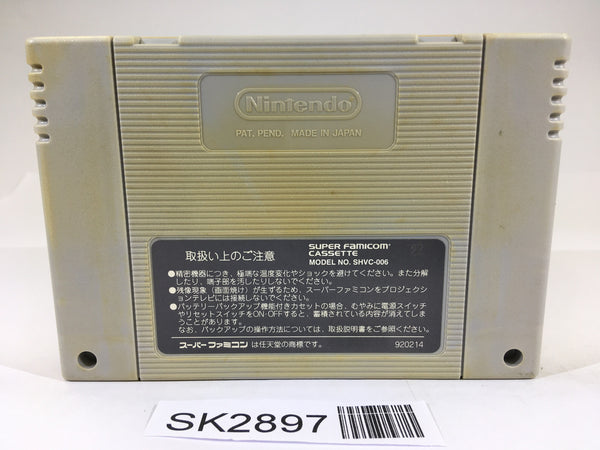 Nintendo
PAT. PEND. MADE IN JAPAN
取扱い上のご注意
SUPER FAMICOM
CASSETTE
MODEL NO. SHVC-006
●精密機器につき、極端な温度変化やショックを避けてください。また分解
したり、端子部を汚したりしないでください。
●残像現象(画面焼け)が生ずるため、スーパーファミコンをプロジェクシ
ョンテレビには接続しないでください。
●バッテリーバックアップ機能付きカセットの場合、むやみに電源スイッチ
やリセットスイッチをON・OFFすると、蓄積されている内容が消えてしま
うことがあります。
なお、バックアップの操作方法については、取扱説明書をご参照ください。
スーパーファミコン は任天堂の商標です。
920214
SK2897